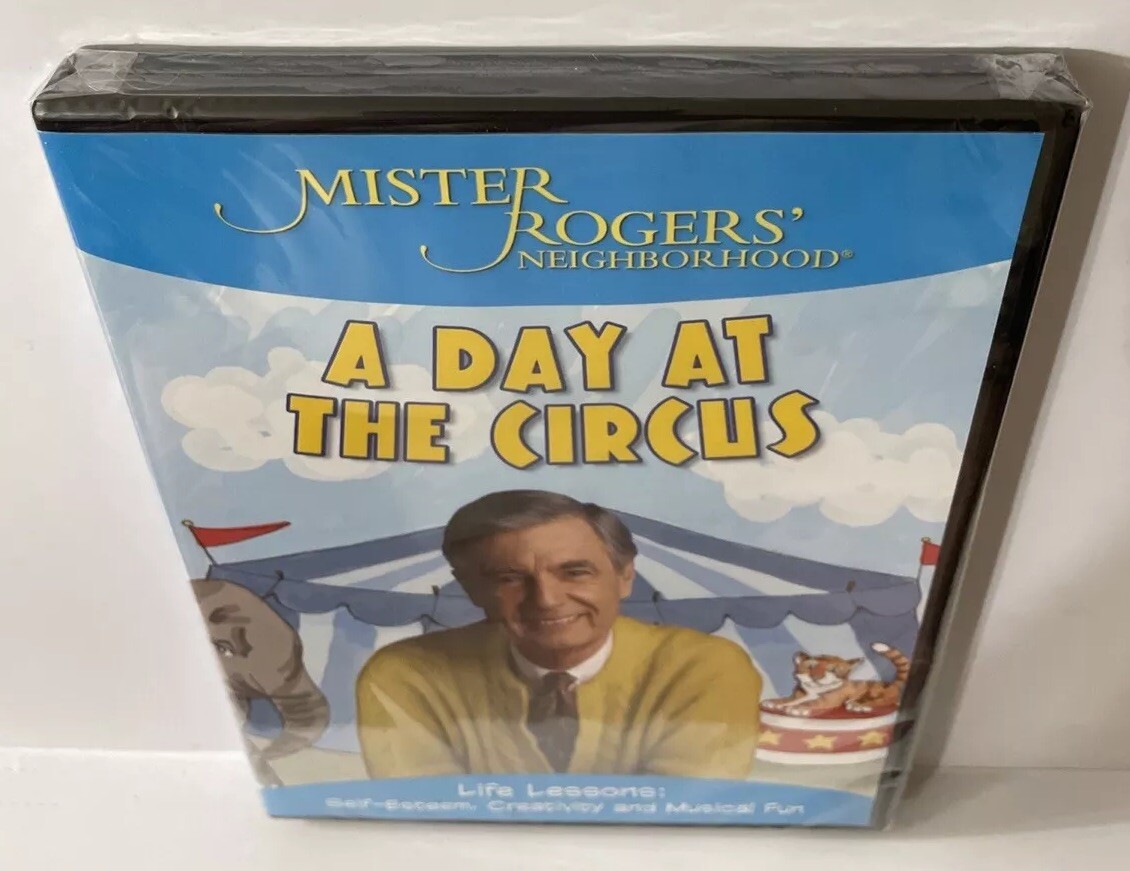 MISTER
ROGERS'
NEIGHBORHOOD®
A DAY AT
THE CIRCUS
Life Lessons:
Self-Esteem, Creativity and Musical Fun